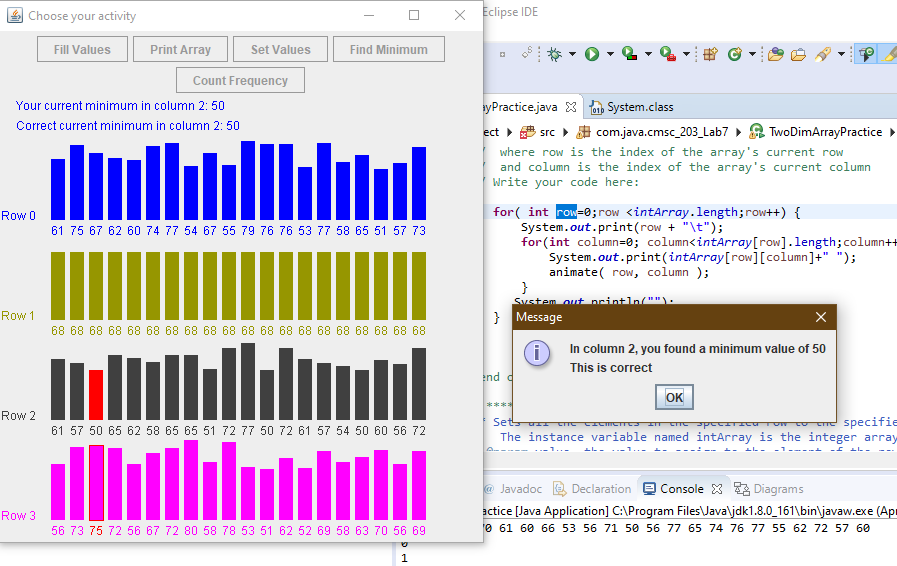 Choose your activity
Fill Values
Print Array
Set Values
Find Minimum
Count Frequency
Your current minimum in column 2: 50
Correct current minimum in column 2: 50
Row 0
61 75 67 62 60 74 77 54 67 55 79 76 76 53 77 58 65 51 57 73
Row 1
68 68 68 68 68 68 68 68 68 68 68 68 68 68 68 68 68 68 68 68
Row 2
61 57 50 65 62 58 65 65 50 72 77 50 72 61 57 54 50 60 56 72
Row 3
56 73 75 72 56 67 72 80 58 78 53 51 62 52 69 58 63 70 56 69
Eclipse IDE
ayPractice.java
System.class
ect
src
com.java.cmsc_203_Lab7
TwoDimArrayPractice
/ where row is the index of the array's current row
/ and column is the index of the array's current column
/ Write your code here:
for( int row=0;row <intArray.length;row++) {
System.out.print(row + "\t");
for(int column=0; column<intArray[row].length;column++
System.out.print(intArray[row][column]+" ");
animate( row, column );
}
System.out.println("");
}
end c
****
* Sets all the elements in the specified row to the specifie
The instance variable named intArray is the integer array
Message
In column 2, you found a minimum value of 50
This is correct
OK
Javadoc
Declaration
Console
Diagrams
ctice [Java Application] C:\Program Files\Java\jdk1.8.0_161\bin\javaw.exe (Apr
70 61 60 66 53 56 71 50 56 77 65 74 76 77 55 62 72 57 60
0
1